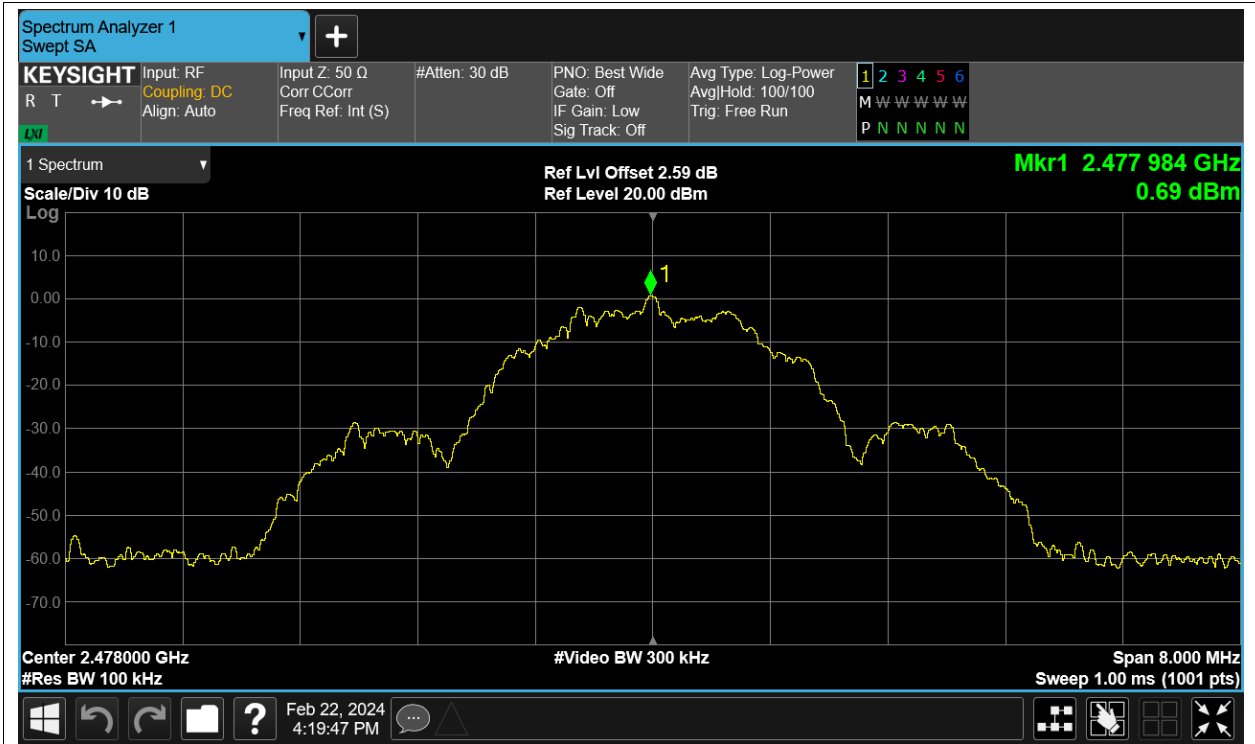 Spectrum Analyzer 1
Swept SA
KEYSIGHT
R T
LXI
Input: RF
Coupling: DC
Align: Auto
Input Z: 50 Ω
Corr CCorr
Freq Ref: Int (S)
#Atten: 30 dB
PNO: Best Wide
Gate: Off
IF Gain: Low
Sig Track: Off
Avg Type: Log-Power
Avg|Hold: 100/100
Trig: Free Run
1 2 3 4 5 6
M W W W W W
P N N N N N
1 Spectrum
Scale/Div 10 dB
Log
Ref Lvl Offset 2.59 dB
Ref Level 20.00 dBm
Mkr1 2.477 984 GHz
0.69 dBm
1
10.0
0.00
-10.0
-20.0
-30.0
-40.0
-50.0
-60.0
-70.0
Center 2.478000 GHz
#Res BW 100 kHz
#Video BW 300 kHz
Span 8.000 MHz
Sweep 1.00 ms (1001 pts)
?
Feb 22, 2024
4:19:47 PM